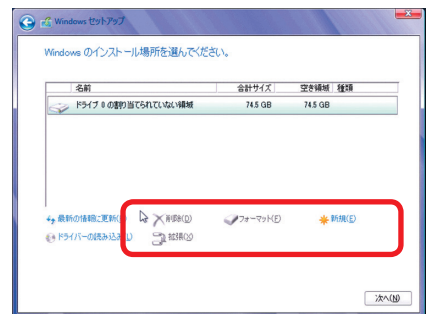 Windows セットアップ
Windows のインストール場所を選んでください。
名前 合計サイズ 空き領域 種類
ドライブ 0 の割り当てられていない領域 74.5 GB 74.5 GB
最新の情報に更新( 削除(D) フォーマット(F) 新規(E)
ドライバーの読み込み(L) 拡張(X)
次へ(N)